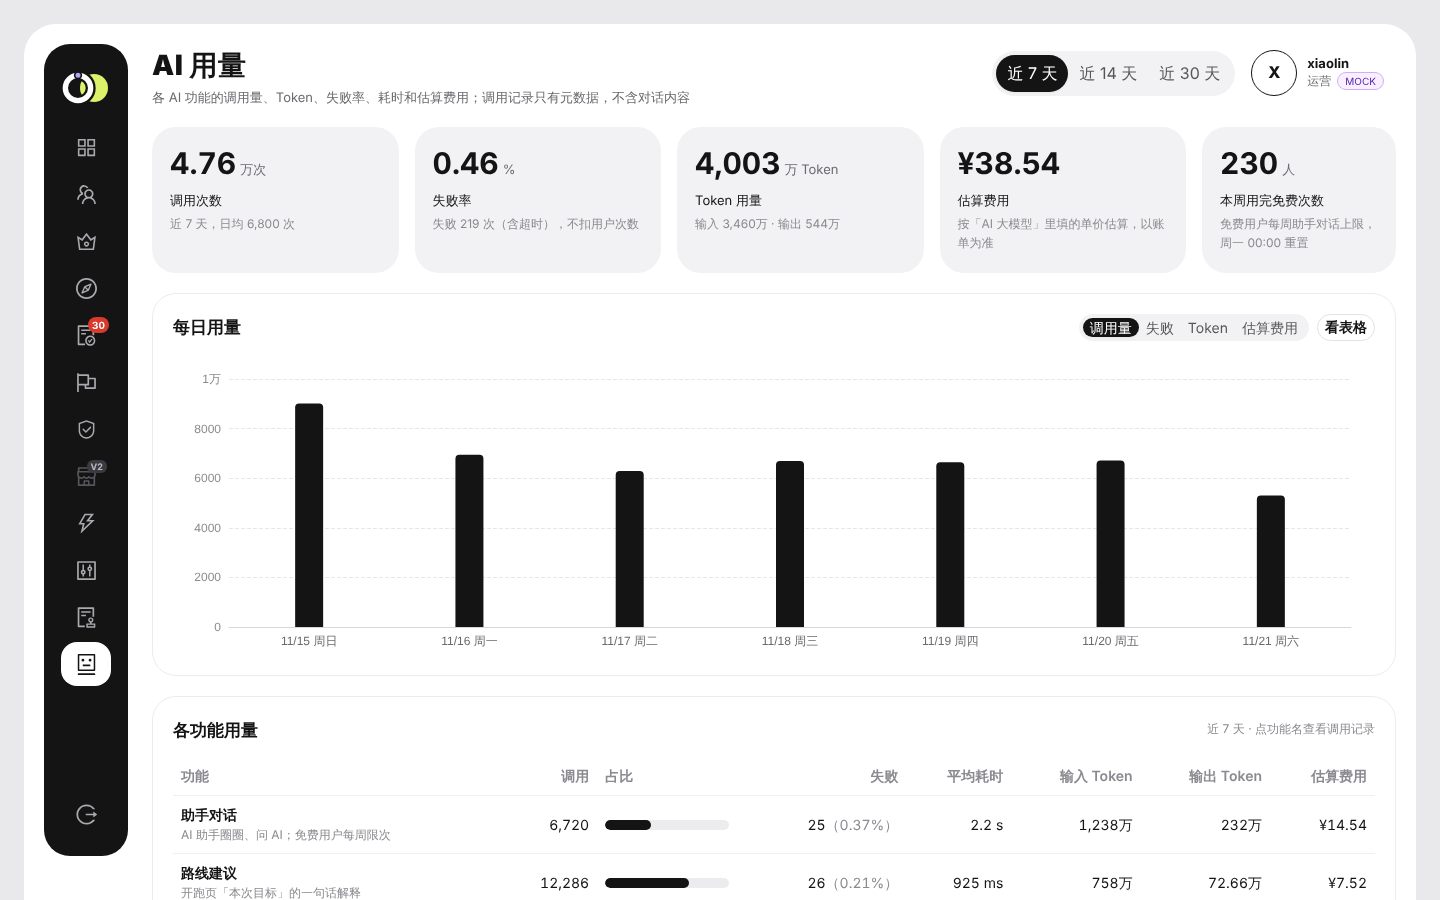 AI 用量
各 AI 功能的调用量、Token、失败率、耗时和估算费用；调用记录只有元数据，不含对话内容
近 7 天 近 14 天 近 30 天
X
xiaolin
运营 MOCK
30
V2
4.76 万次
调用次数
近 7 天，日均 6,800 次
0.46 %
失败率
失败 219 次（含超时），不扣用户次数
4,003 万 Token
Token 用量
输入 3,460万 · 输出 544万
¥38.54
估算费用
按「AI 大模型」里填的单价估算，以账
单为准
230 人
本周用完免费次数
免费用户每周助手对话上限，
周一 00:00 重置
每日用量
调用量 失败 Token 估算费用 看表格
1万
8000
6000
4000
2000
0
11/15 周日 11/16 周一 11/17 周二 11/18 周三 11/19 周四 11/20 周五 11/21 周六
各功能用量
近 7 天 · 点功能名查看调用记录
功能 调用 占比 失败 平均耗时 输入 Token 输出 Token 估算费用
助手对话
AI 助手圈圈、问 AI；免费用户每周限次
6,720 25（0.37%） 2.2 s 1,238万 232万 ¥14.54
路线建议
开跑页「本次目标」的一句话解释
12,286 26（0.21%） 925 ms 758万 72.66万 ¥7.52